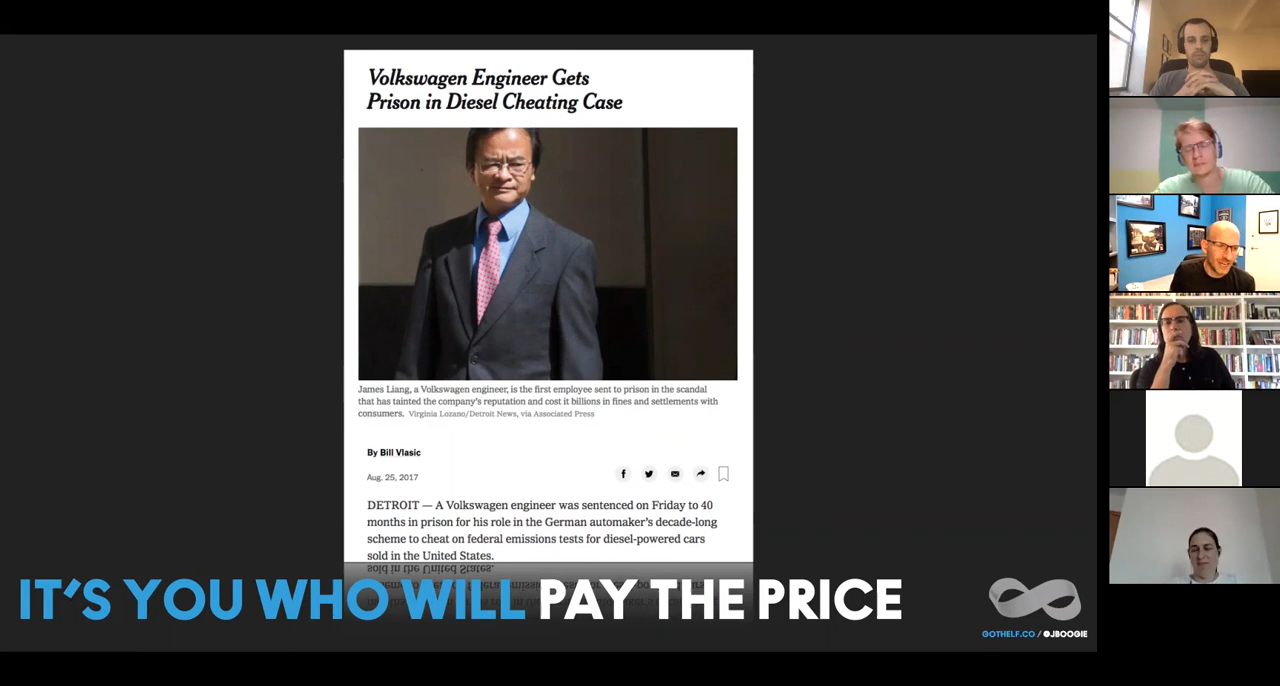 Volkswagen Engineer Gets
Prison in Diesel Cheating Case
James Liang, a Volkswagen engineer, is the first employee sent to prison in the scandal
that has tainted the company's reputation and cost it billions in fines and settlements with
consumers. Virginia Lozano/Detroit News, via Associated Press
By Bill Vlasic
Aug. 25, 2017
DETROIT — A Volkswagen engineer was sentenced on Friday to 40
months in prison for his role in the German automaker's decade-long
scheme to cheat on federal emissions tests for diesel-powered cars
sold in the United States.
sold in the United States.
IT'S YOU WHO WILL PAY THE PRICE
GOTHELF.CO / @JBOOGIE